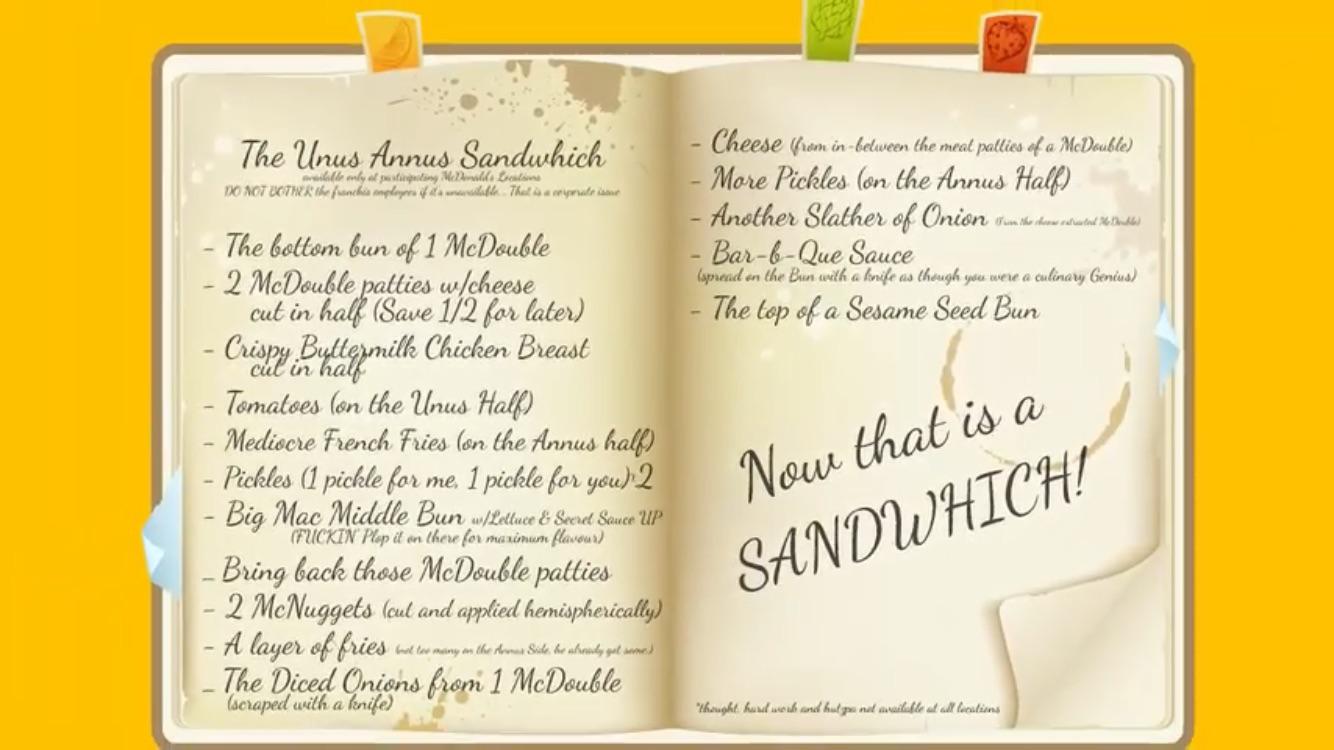 The Unus Annus Sandwhich
available only at participating McDonald's Locations
DO NOT BOTHER the franchis employees if it's unavailable... That is a corporate issue
- The bottom bun of 1 McDouble
- 2 McDouble patties w/cheese
cut in half (Save 1/2 for later)
- Crispy Buttermilk Chicken Breast
cut in half
- Tomatoes (on the Unus Half)
- Mediocre French Fries (on the Annus half)
- Pickles (1 pickle for me, 1 pickle for you)*2
- Big Mac Middle Bun w/Lettuce & Secret Sauce UP
(FUCKIN' Plop it on there for maximum flavour)
_ Bring back those McDouble patties
- 2 McNuggets (cut and applied hemispherically)
- A layer of fries (not too many on the Annus Side, he already got some.)
_ The Diced Onions from 1 McDouble
(scraped with a knife)
- Cheese (from in-between the meat patties of a McDouble)
- More Pickles (on the Annus Half)
- Another Slather of Onion (from the cheese extracted McDouble)
- Bar-b-Que Sauce
(spread on the Bun with a knife as though you were a culinary Genius)
- The top of a Sesame Seed Bun
Now that is a
SANDWHICH!
*thought, hard work and hutzpa not available at all locations